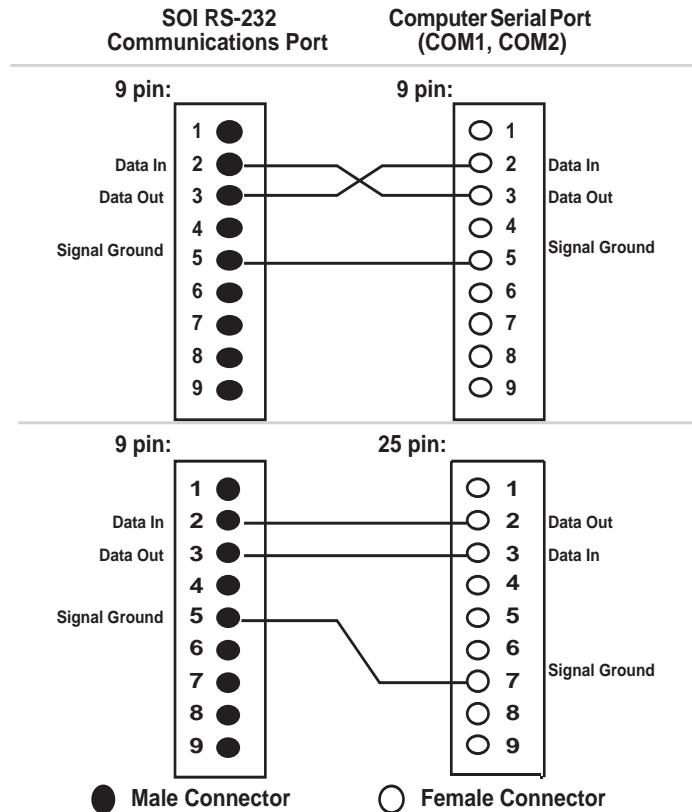 SOI RS-232
Communications Port
Computer Serial Port
(COM1, COM2)
9 pin:
9 pin:
1 1
Data In 2 2 Data In
Data Out 3 3 Data Out
4 4
Signal Ground 5 5 Signal Ground
6 6
7 7
8 8
9 9
9 pin:
25 pin:
1 1
Data In 2 2 Data Out
Data Out 3 3 Data In
4 4
Signal Ground 5 5
6 6
7 7 Signal Ground
8 8
9 9
Male Connector
Female Connector